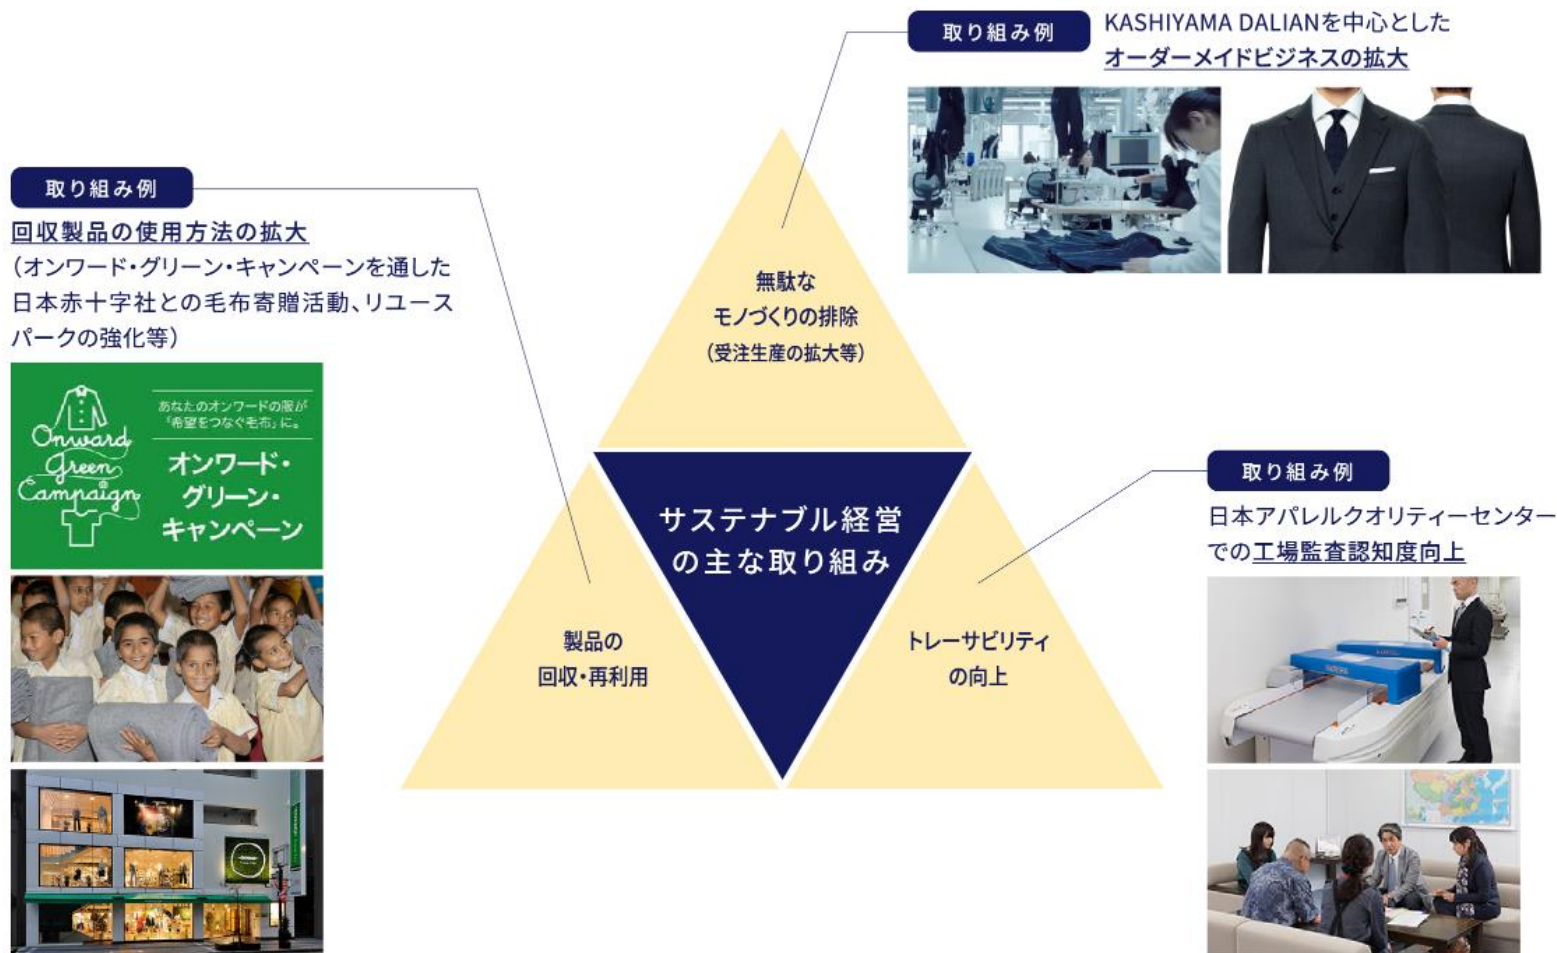 取り組み例
KASHIYAMA DALIANを中心とした
オーダーメイドビジネスの拡大
取り組み例
回収製品の使用方法の拡大
（オンワード・グリーン・キャンペーンを通した
日本赤十字社との毛布寄贈活動、リユース
パークの強化等）
あなたのオンワードの服が
「希望をつなぐ毛布」に。
Onward
Green
Campaign
オンワード・
グリーン・
キャンペーン
無駄な
モノづくりの排除
（受注生産の拡大等）
サステナブル経営
の主な取り組み
製品の
回収・再利用
トレーサビリティ
の向上
取り組み例
日本アパレルクオリティーセンター
での工場監査認知度向上